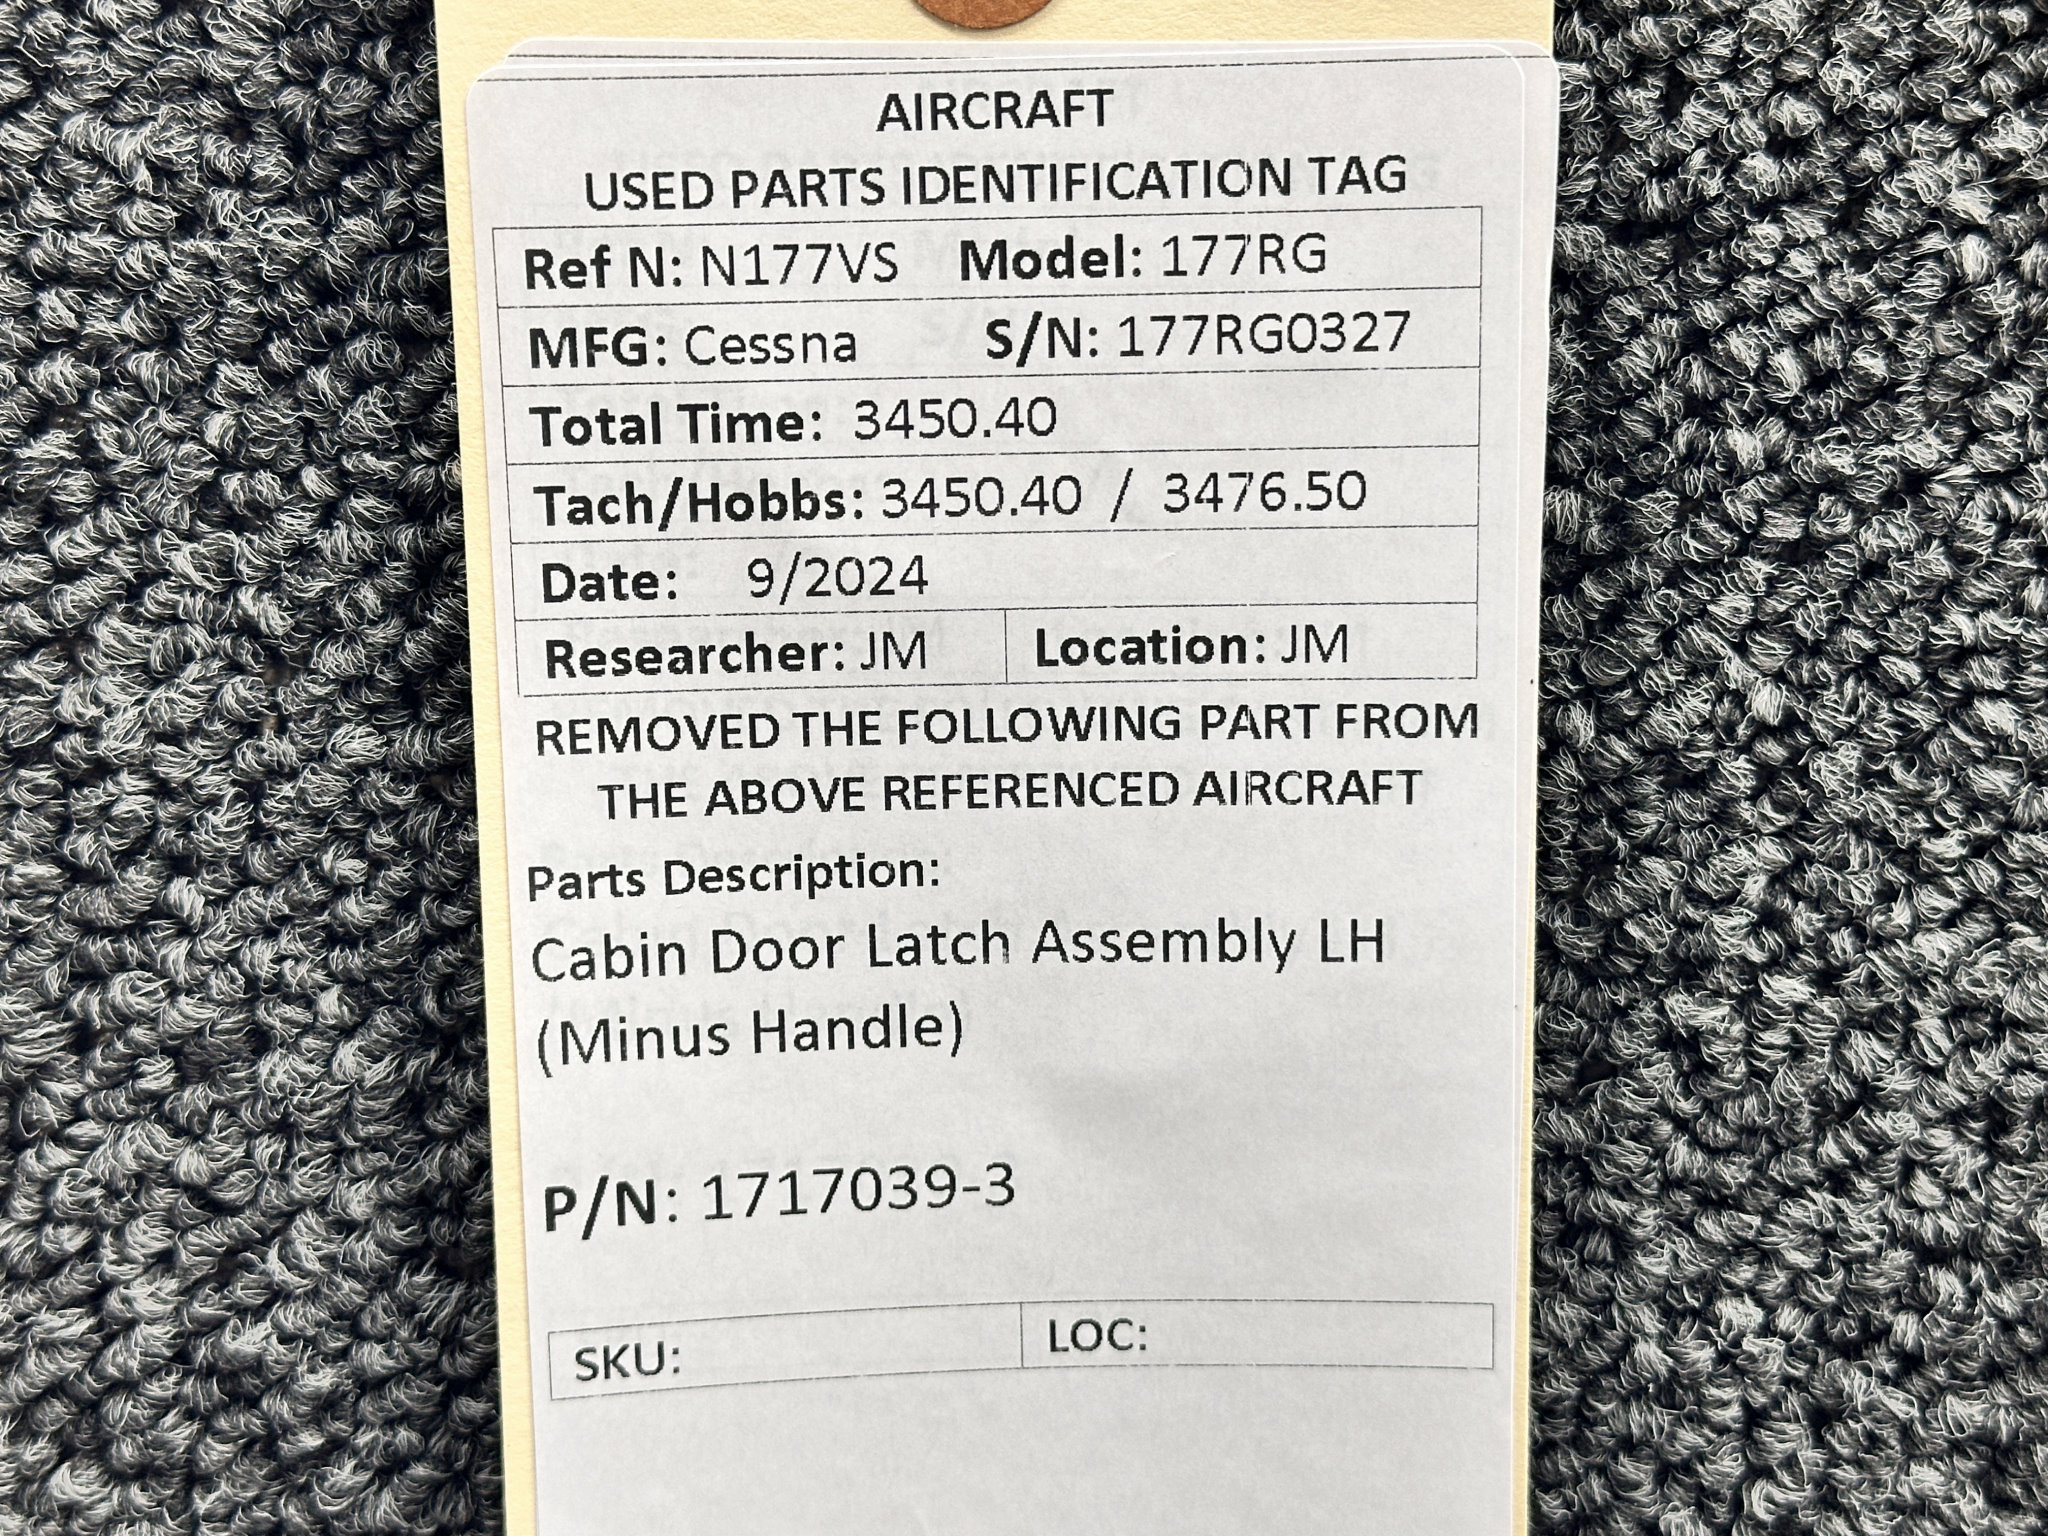 AIRCRAFT
USED PARTS IDENTIFICATION TAG
Ref N: N177VS Model: 177RG
MFG: Cessna S/N: 177RG0327
Total Time: 3450.40
Tach/Hobbs: 3450.40 / 3476.50
Date: 9/2024
Researcher: JM Location: JM
REMOVED THE FOLLOWING PART FROM
THE ABOVE REFERENCED AIRCRAFT
Parts Description:
Cabin Door Latch Assembly LH
(Minus Handle)
P/N: 1717039-3
SKU: LOC: